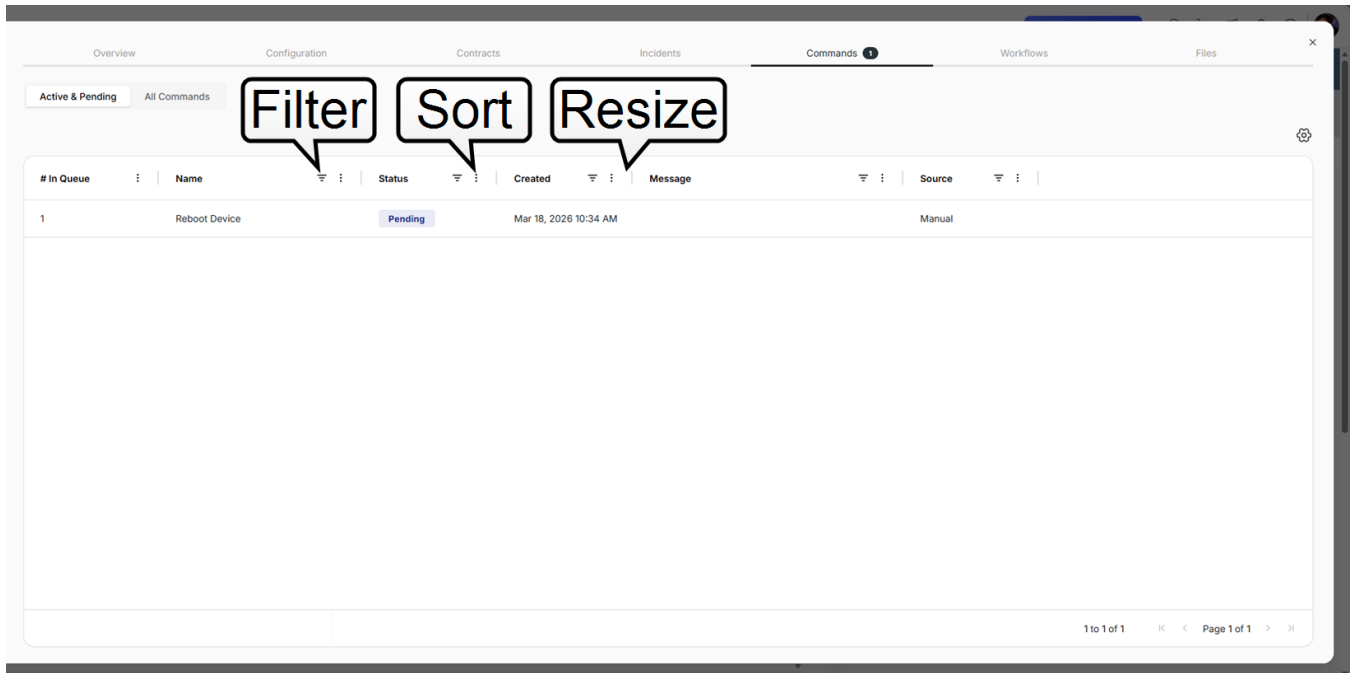 Overview Configuration Contracts Incidents Commands 1 Workflows Files
Active & Pending All Commands
Filter Sort Resize
# In Queue Name Status Created Message Source
1 Reboot Device Pending Mar 18, 2026 10:34 AM Manual
1 to 1 of 1 Page 1 of 1